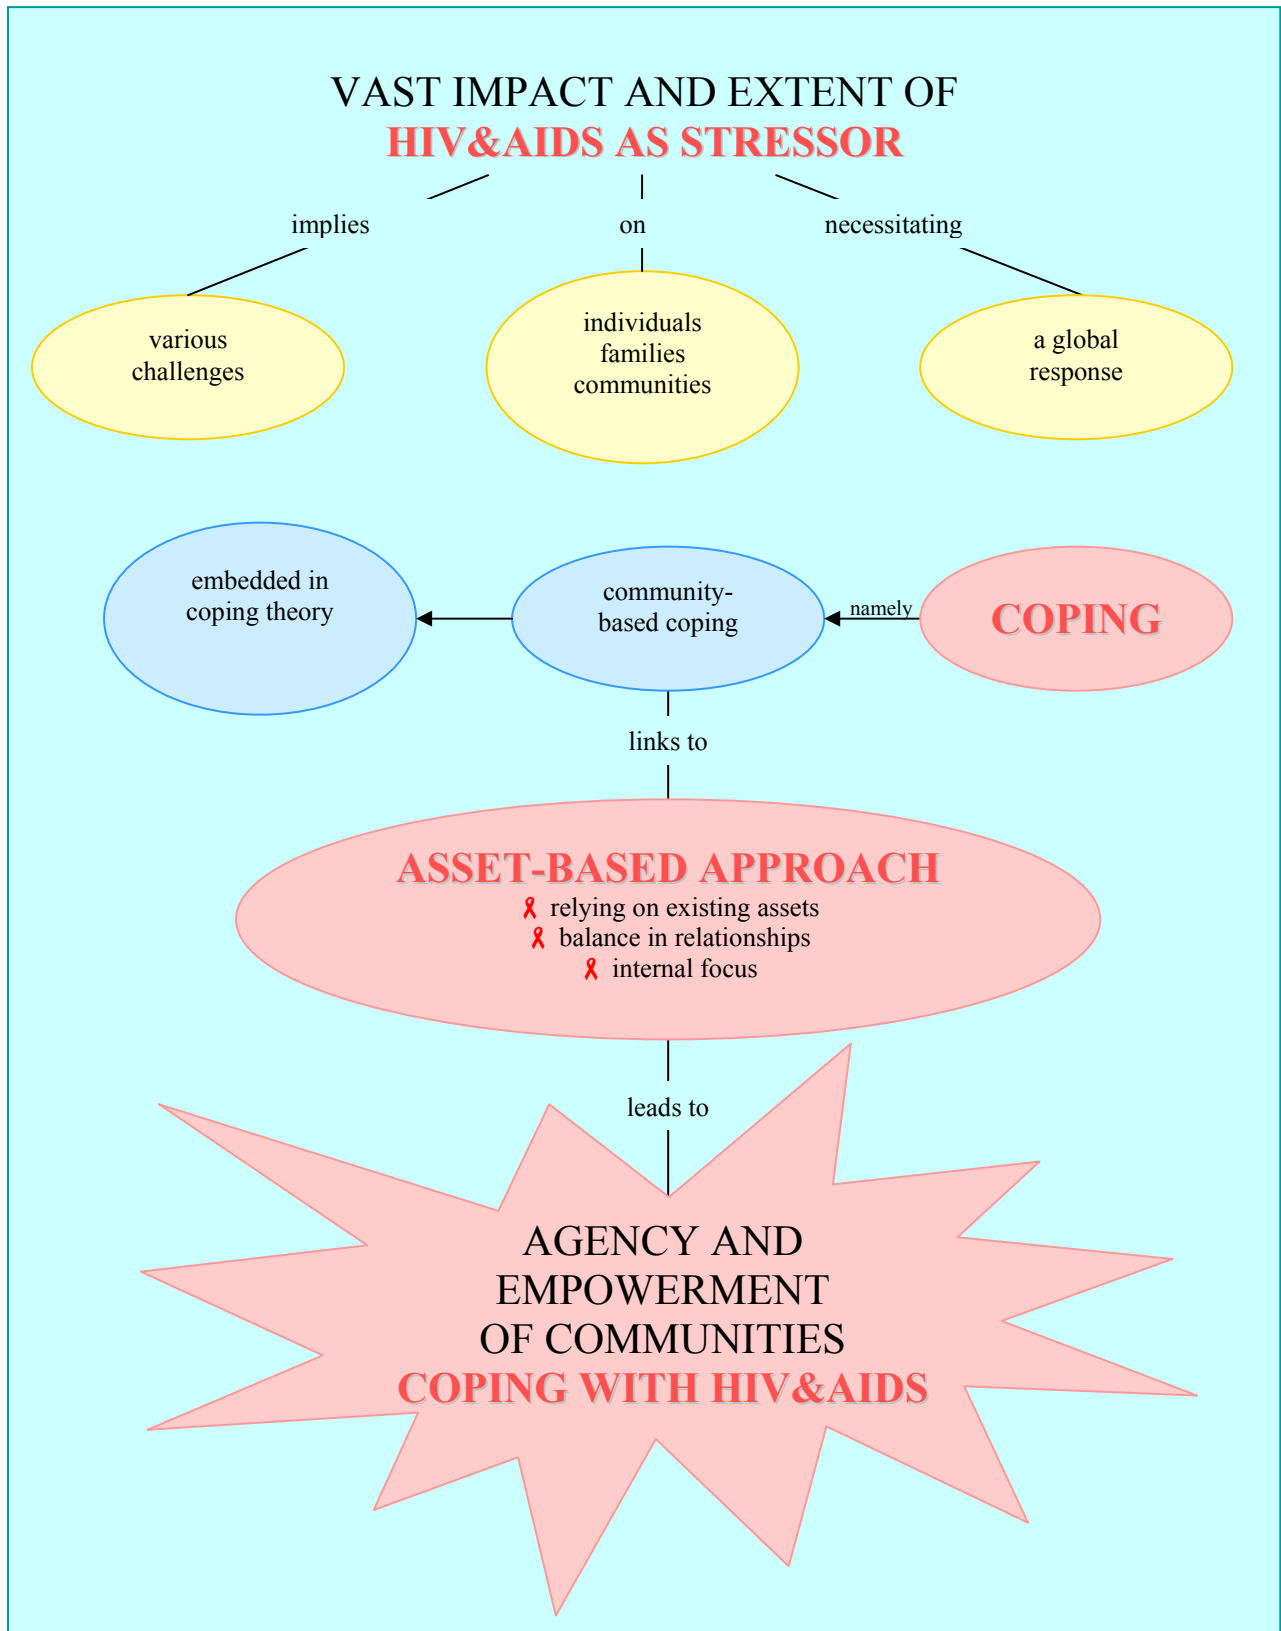 VAST IMPACT AND EXTENT OF
HIV&AIDS AS STRESSOR
implies
on
necessitating
various
challenges
individuals
families
communities
a global
response
embedded in
coping theory
community-
based coping
namely
COPING
links to
ASSET-BASED APPROACH
relying on existing assets
balance in relationships
internal focus
leads to
AGENCY AND
EMPOWERMENT
OF COMMUNITIES
COPING WITH HIV&AIDS